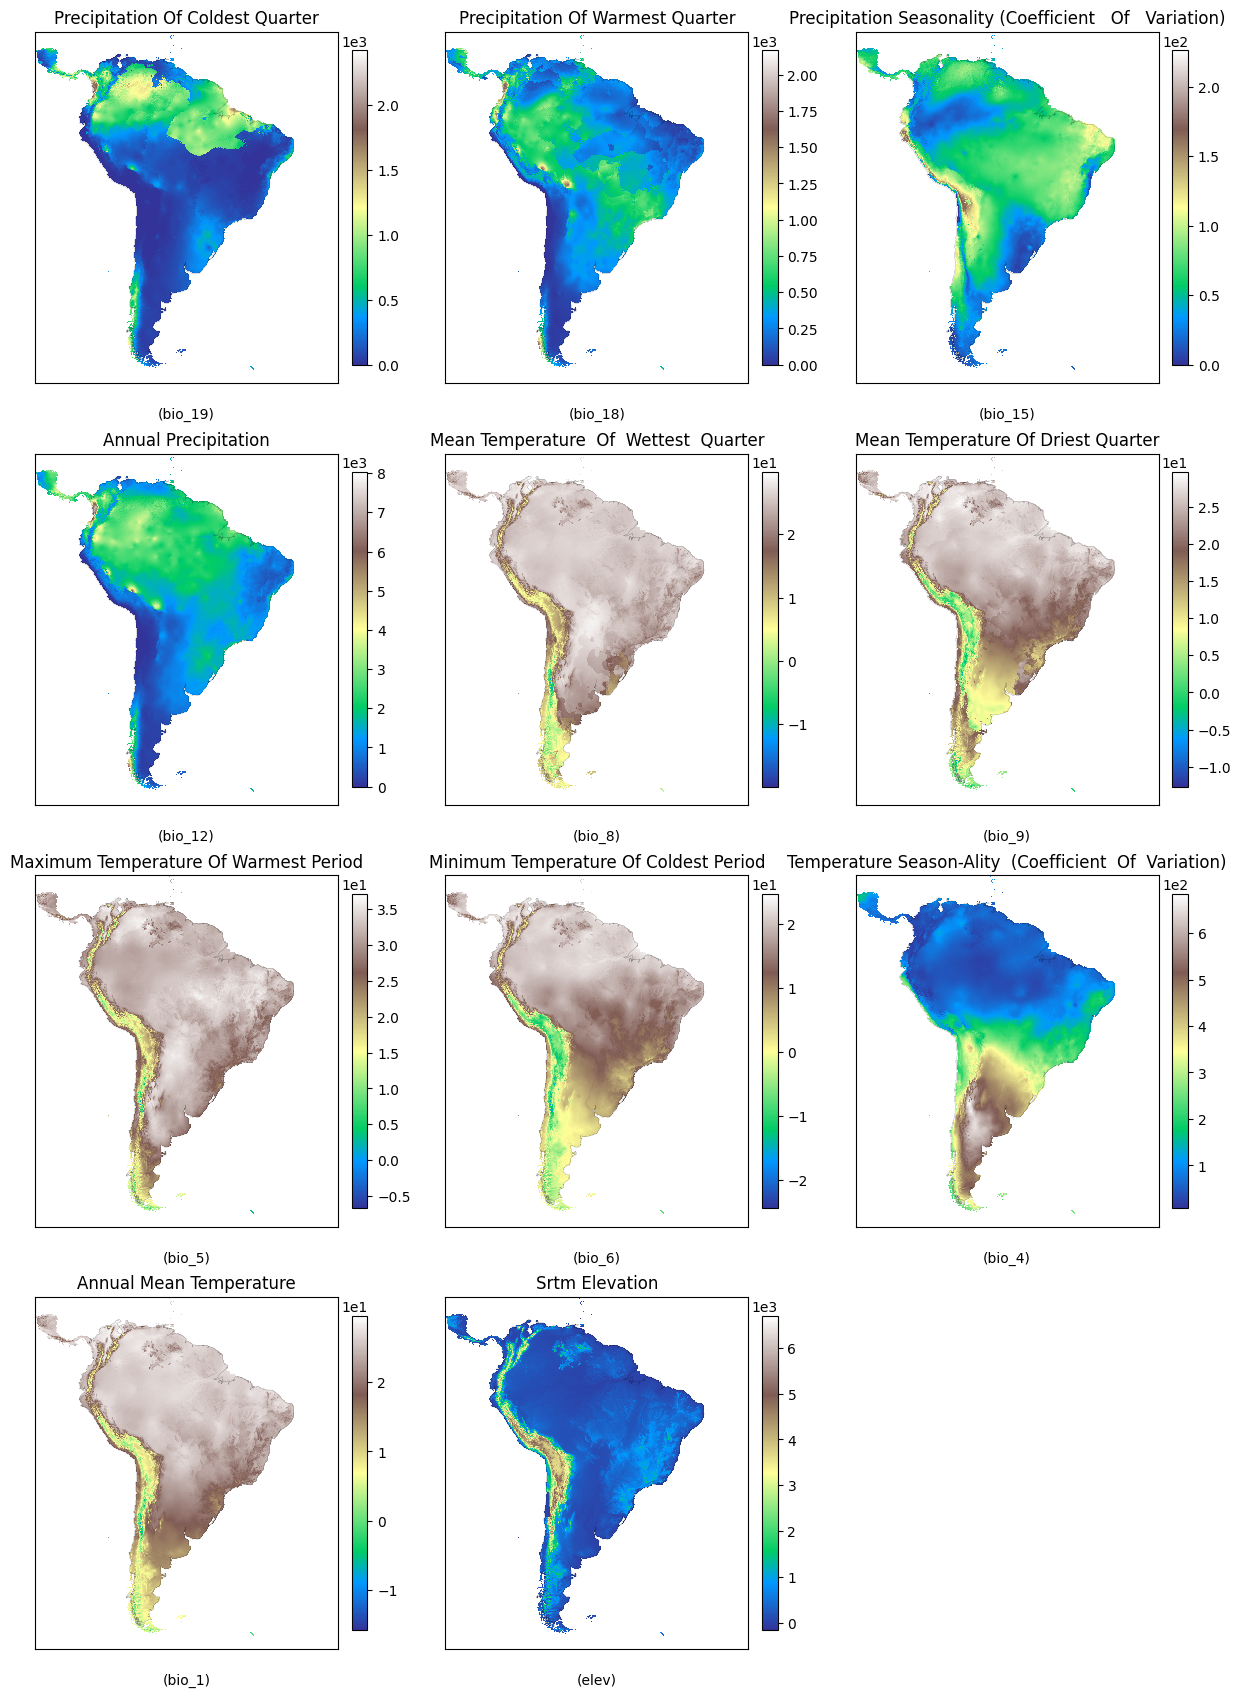 Precipitation Of Coldest Quarter
1e3
2.0
1.5
1.0
0.5
0.0
(bio_19)
Precipitation Of Warmest Quarter
1e3
2.00
1.75
1.50
1.25
1.00
0.75
0.50
0.25
0.00
(bio_18)
Precipitation Seasonality (Coefficient   Of   Variation)
1e2
2.0
1.5
1.0
0.5
0.0
(bio_15)
Annual Precipitation
1e3
8
7
6
5
4
3
2
1
0
(bio_12)
Mean Temperature  Of  Wettest  Quarter
1e1
2
1
0
−1
(bio_8)
Mean Temperature Of Driest Quarter
1e1
2.5
2.0
1.5
1.0
0.5
0.0
−0.5
−1.0
(bio_9)
Maximum Temperature Of Warmest Period
1e1
3.5
3.0
2.5
2.0
1.5
1.0
0.5
0.0
−0.5
(bio_5)
Minimum Temperature Of Coldest Period
1e1
2
1
0
−1
−2
(bio_6)
Temperature Season-Ality  (Coefficient  Of  Variation)
1e2
6
5
4
3
2
1
(bio_4)
Annual Mean Temperature
1e1
2
1
0
−1
(bio_1)
Srtm Elevation
1e3
6
5
4
3
2
1
0
(elev)